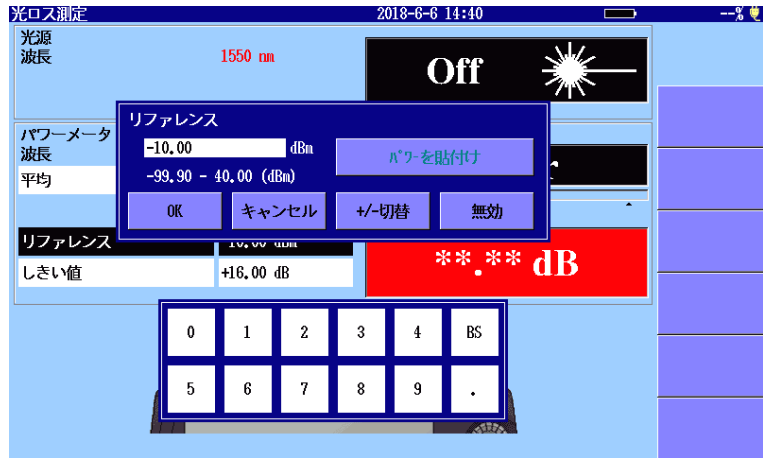 光ロス測定 2018-6-6 14:40 --%
光源
波長 1550 nm Off
リファレンス
パワーメータ
-10.00 dBm パワーを貼付け
波長
-99.90 - 40.00 (dBm)
平均
OK キャンセル +/-切替 無効
リファレンス
**.** dB
しきい値 +16.00 dB
0 1 2 3 4 BS
5 6 7 8 9 .